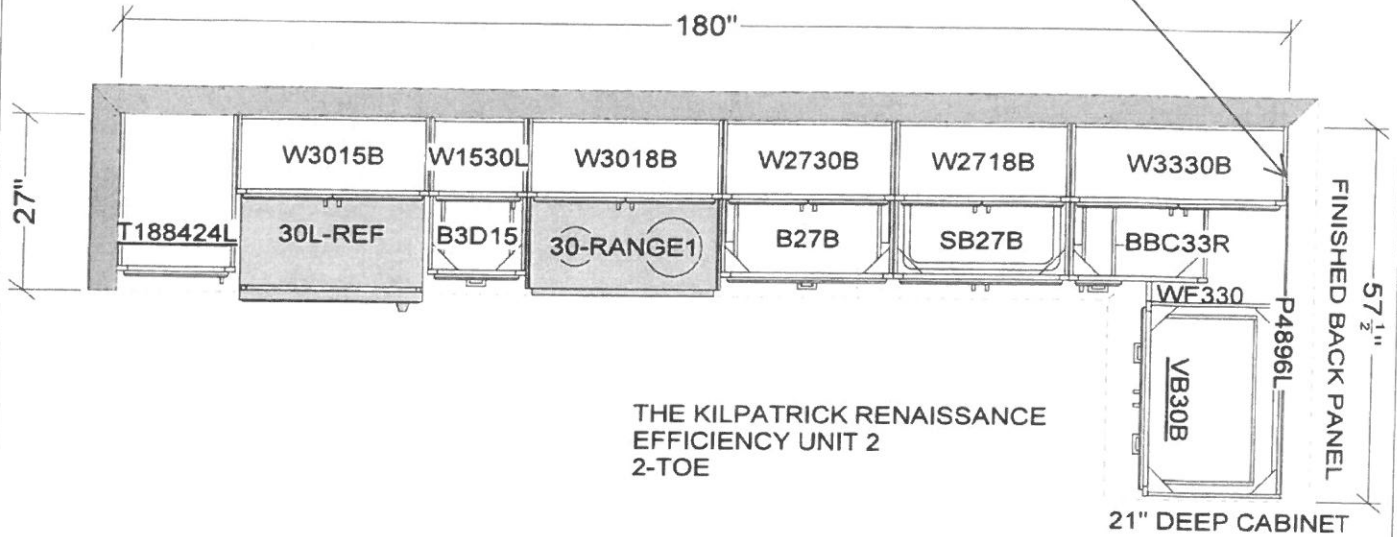 180"
27"
W3015B
W1530L
W3018B
W2730B
W2718B
W3330B
T188424L
30L-REF
B3D15
30-RANGE1
B27B
SB27B
BBC33R
WF330
P4896L
VB30B
FINISHED BACK PANEL
57 1/2"
THE KILPATRICK RENAISSANCE
EFFICIENCY UNIT 2
2-TOE
21" DEEP CABINET